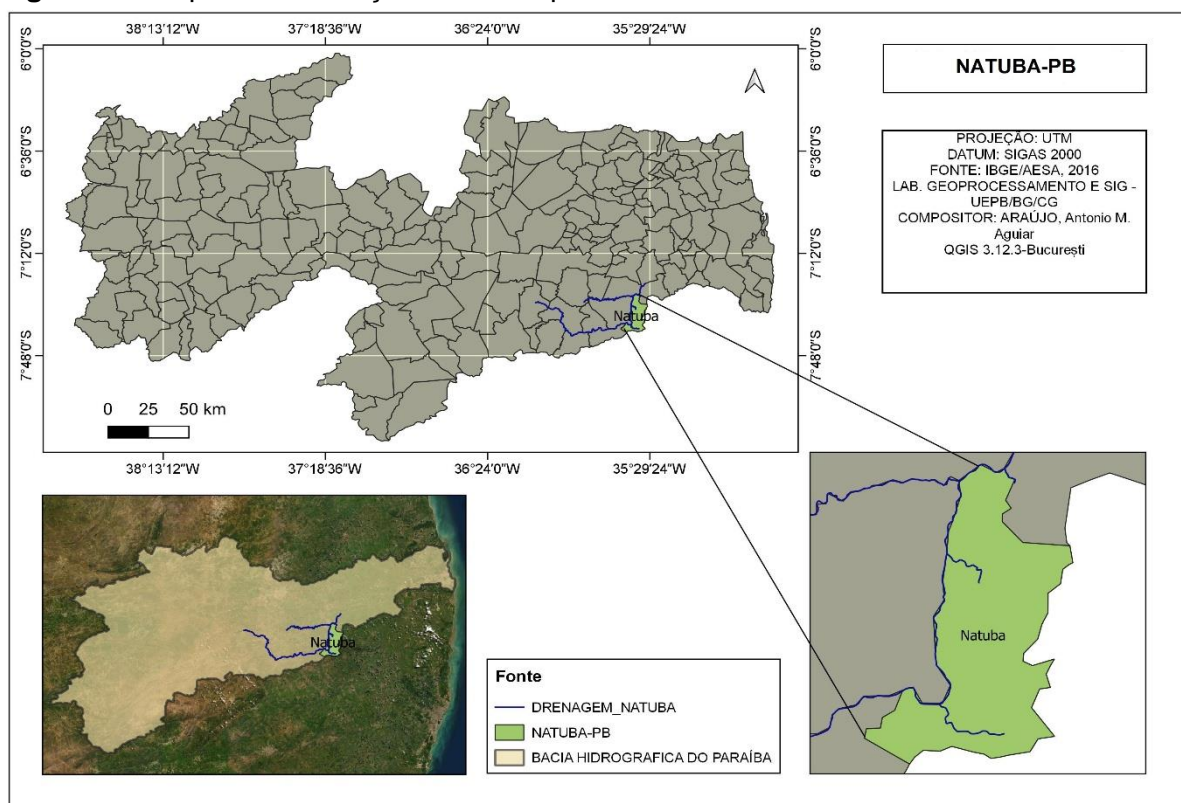 38°13'12"W 37°18'36"W 36°24'0"W 35°29'24"W
6°0'0"S 6°0'0"S
6°36'0"S 6°36'0"S
7°12'0"S 7°12'0"S
7°48'0"S 7°48'0"S
Natuba
0 25 50 km
38°13'12"W 37°18'36"W 36°24'0"W 35°29'24"W
NATUBA-PB
PROJEÇÃO: UTM
DATUM: SIGAS 2000
FONTE: IBGE/AESA, 2016
LAB. GEOPROCESSAMENTO E SIG -
UEPB/BG/CG
COMPOSITOR: ARAÚJO, Antonio M.
Aguiar
QGIS 3.12.3-Bucureşti
Natuba
Fonte
DRENAGEM_NATUBA
NATUBA-PB
BACIA HIDROGRAFICA DO PARAÍBA
Natuba